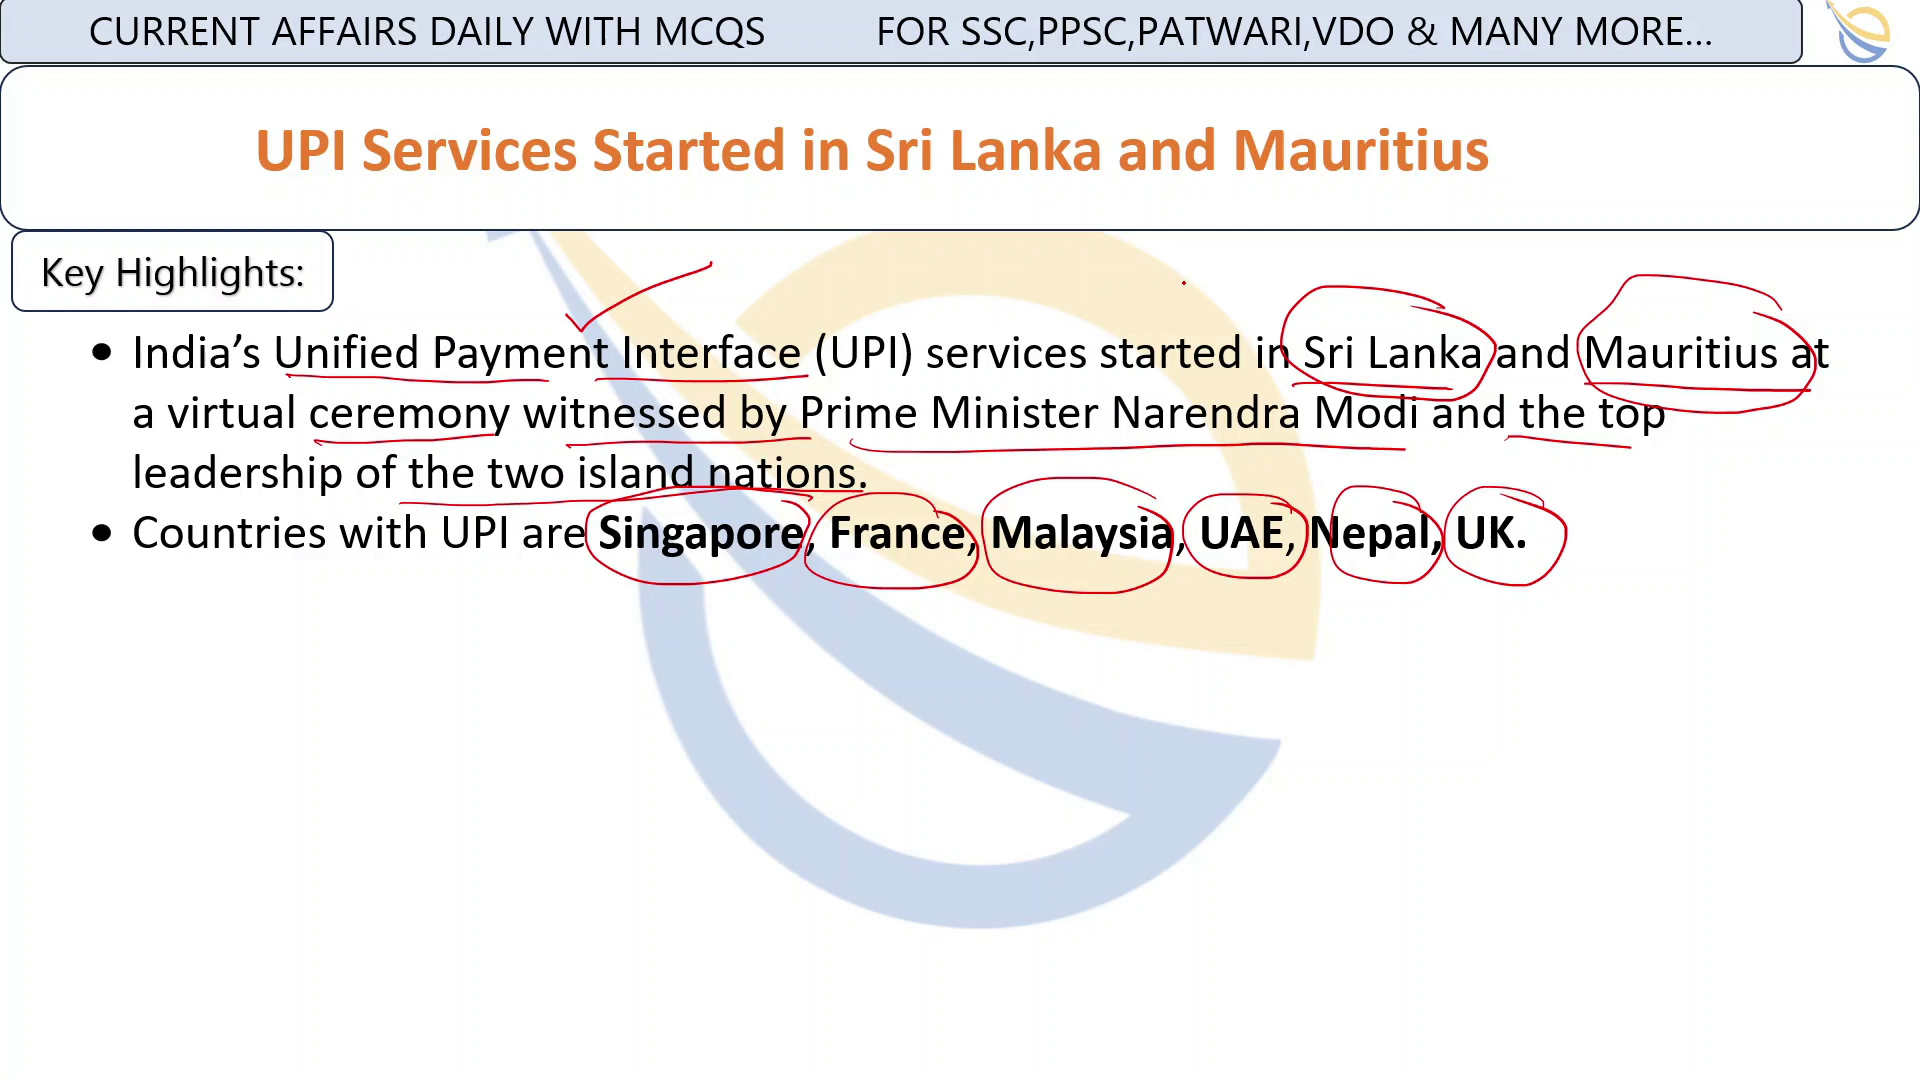 CURRENT AFFAIRS DAILY WITH MCQS FOR SSC,PPSC,PATWARI,VDO & MANY MORE...
UPI Services Started in Sri Lanka and Mauritius
Key Highlights:
• India’s Unified Payment Interface (UPI) services started in Sri Lanka and Mauritius at
a virtual ceremony witnessed by Prime Minister Narendra Modi and the top
leadership of the two island nations.
• Countries with UPI are Singapore, France, Malaysia, UAE, Nepal, UK.